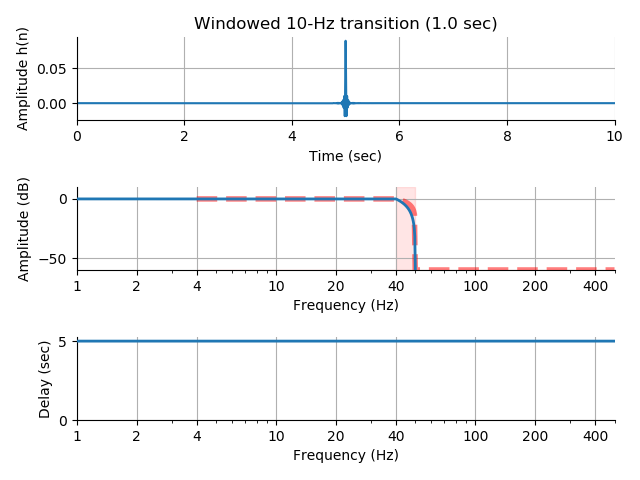 Windowed 10-Hz transition (1.0 sec)
Amplitude h(n)
0.05
0.00
0 2 4 6 8 10
Time (sec)
Amplitude (dB)
0
−50
1 2 4 10 20 40 100 200 400
Frequency (Hz)
Delay (sec)
5
0
1 2 4 10 20 40 100 200 400
Frequency (Hz)